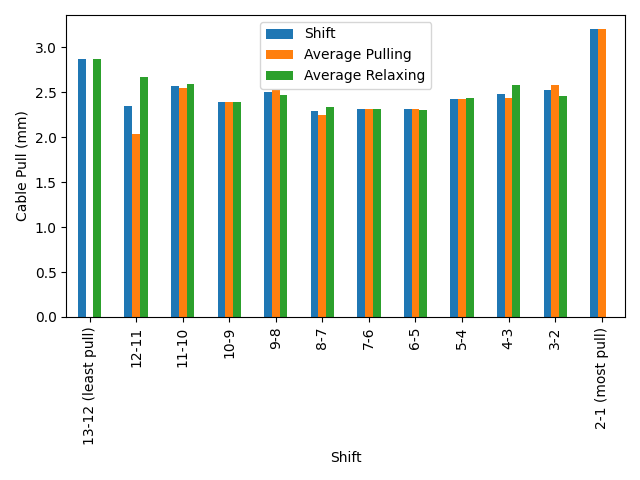 Shift
Average Pulling
Average Relaxing
Cable Pull (mm)
3.0
2.5
2.0
1.5
1.0
0.5
0.0
13-12 (least pull)
12-11
11-10
10-9
9-8
8-7
7-6
6-5
5-4
4-3
3-2
2-1 (most pull)
Shift